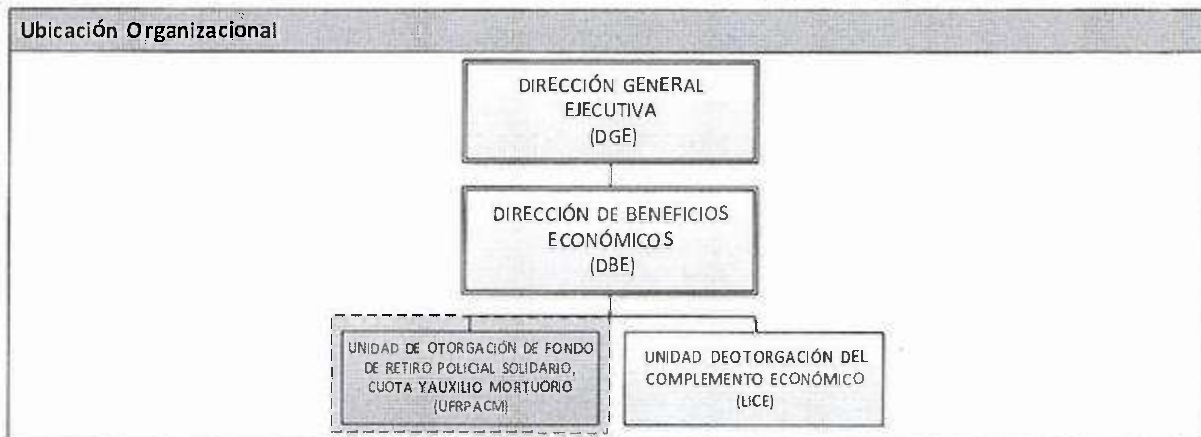 Ubicación Organizacional
DIRECCIÓN GENERAL
EJECUTIVA
(DGE)
DIRECCIÓN DE BENEFICIOS
ECONÓMICOS
(DBE)
UNIDAD DE OTORGACIÓN DE FONDO
DE RETIRO POLICIAL SOLIDARIO,
CUOTA YAUXILIO MORTUORIO
(UFRPACM)
UNIDAD DEOTORGACIÓN DEL
COMPLEMENTO ECONÓMICO
(UCE)